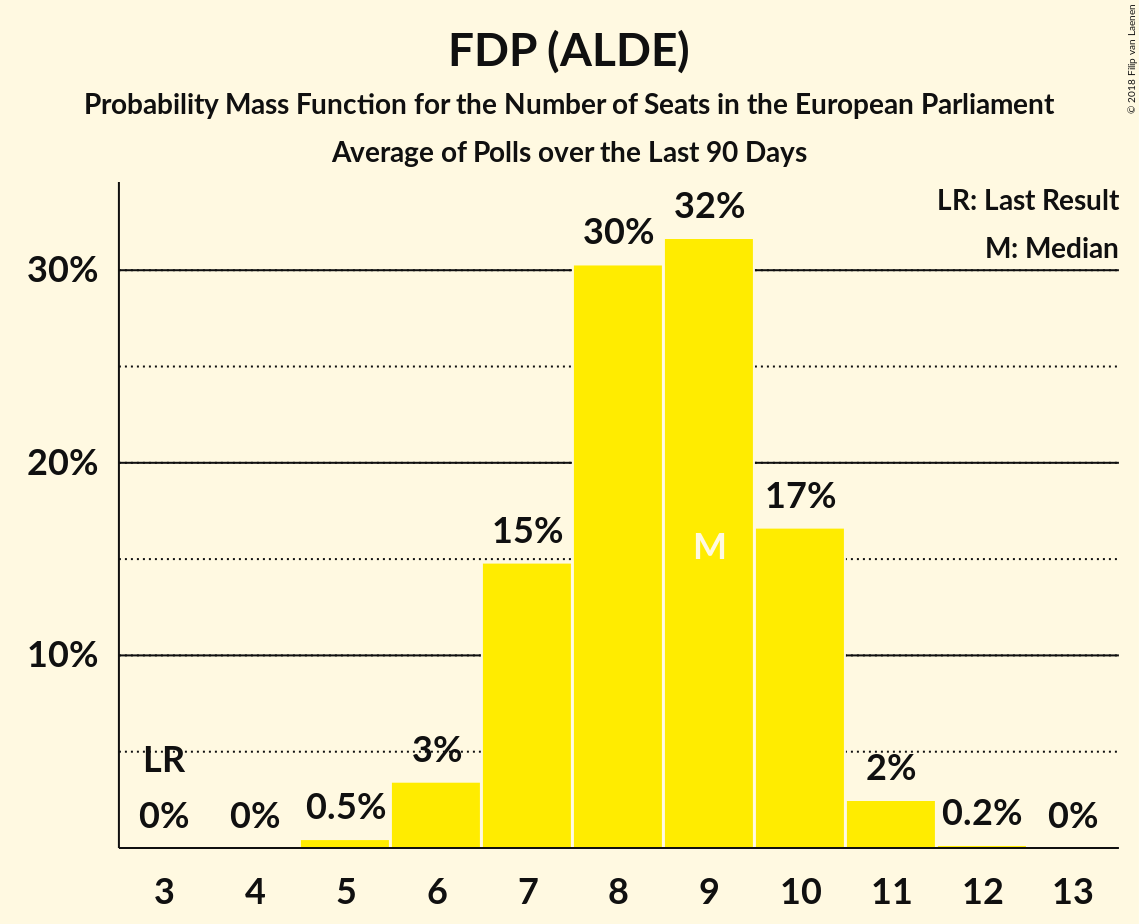 FDP (ALDE)
Probability Mass Function for the Number of Seats in the European Parliament
Average of Polls over the Last 90 Days
© 2018 Filip van Laenen
LR: Last Result
M: Median
30%
20%
10%
LR
0%
0%
0.5%
3%
15%
30%
32%
M
17%
2%
0.2%
0%
3 4 5 6 7 8 9 10 11 12 13